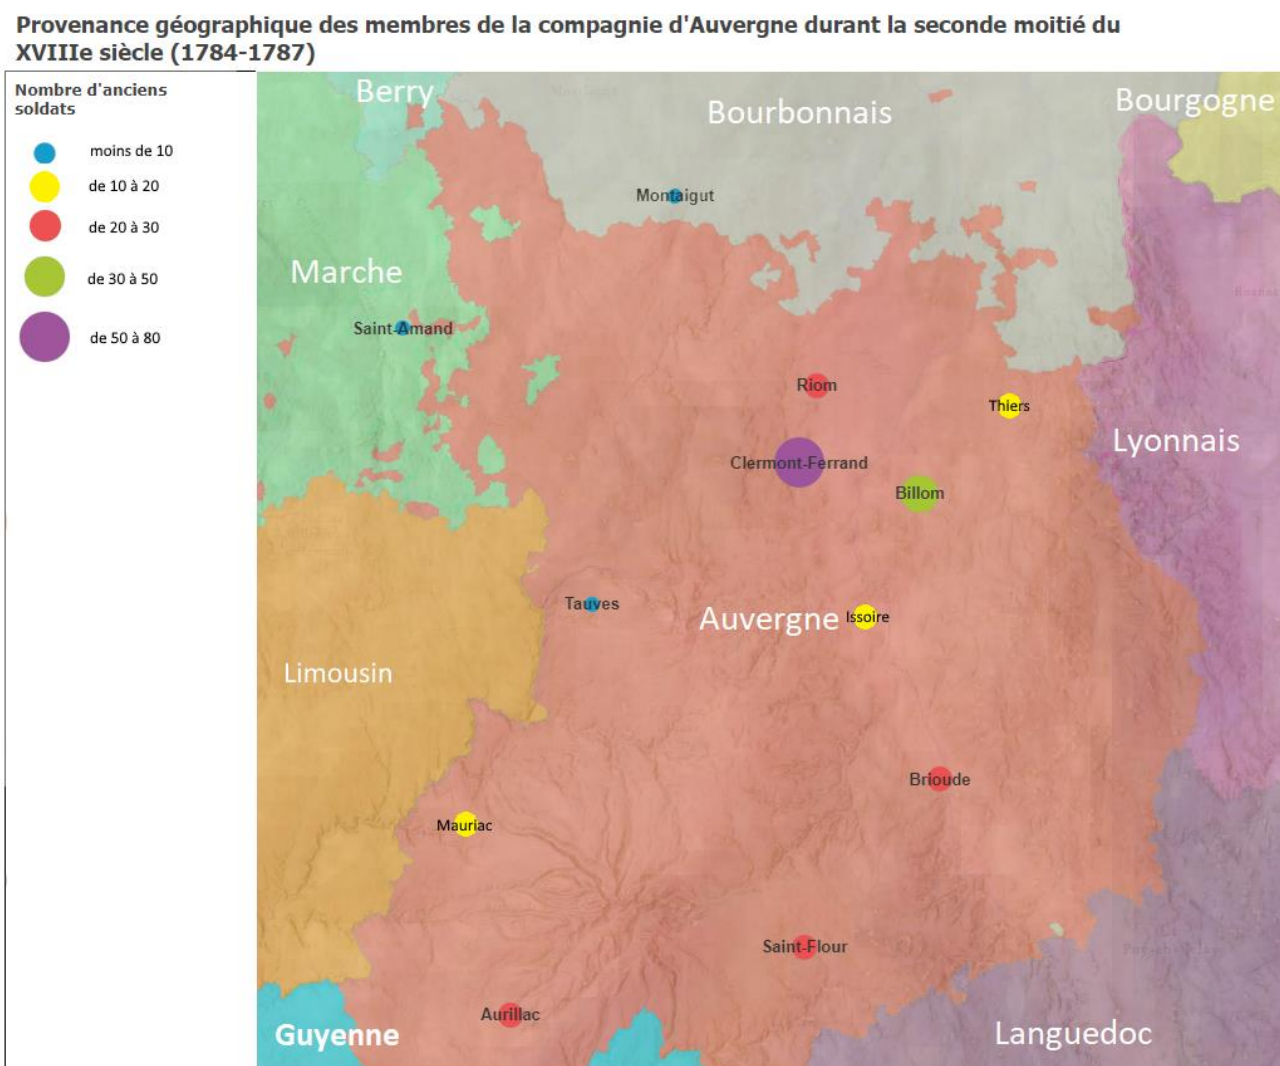 Provenance géographique des membres de la compagnie d'Auvergne durant la seconde moitié du
XVIIIe siècle (1784-1787)
Nombre d'anciens
soldats
moins de 10
de 10 à 20
de 20 à 30
de 30 à 50
de 50 à 80
Berry
Bourbonnais
Bourgogne
Montaigut
Marche
Saint-Amand
Riom
Thiers
Lyonnais
Clermont-Ferrand
Billom
Tauves
Auvergne
Issoire
Limousin
Brioude
Mauriac
Saint-Flour
Aurillac
Guyenne
Languedoc